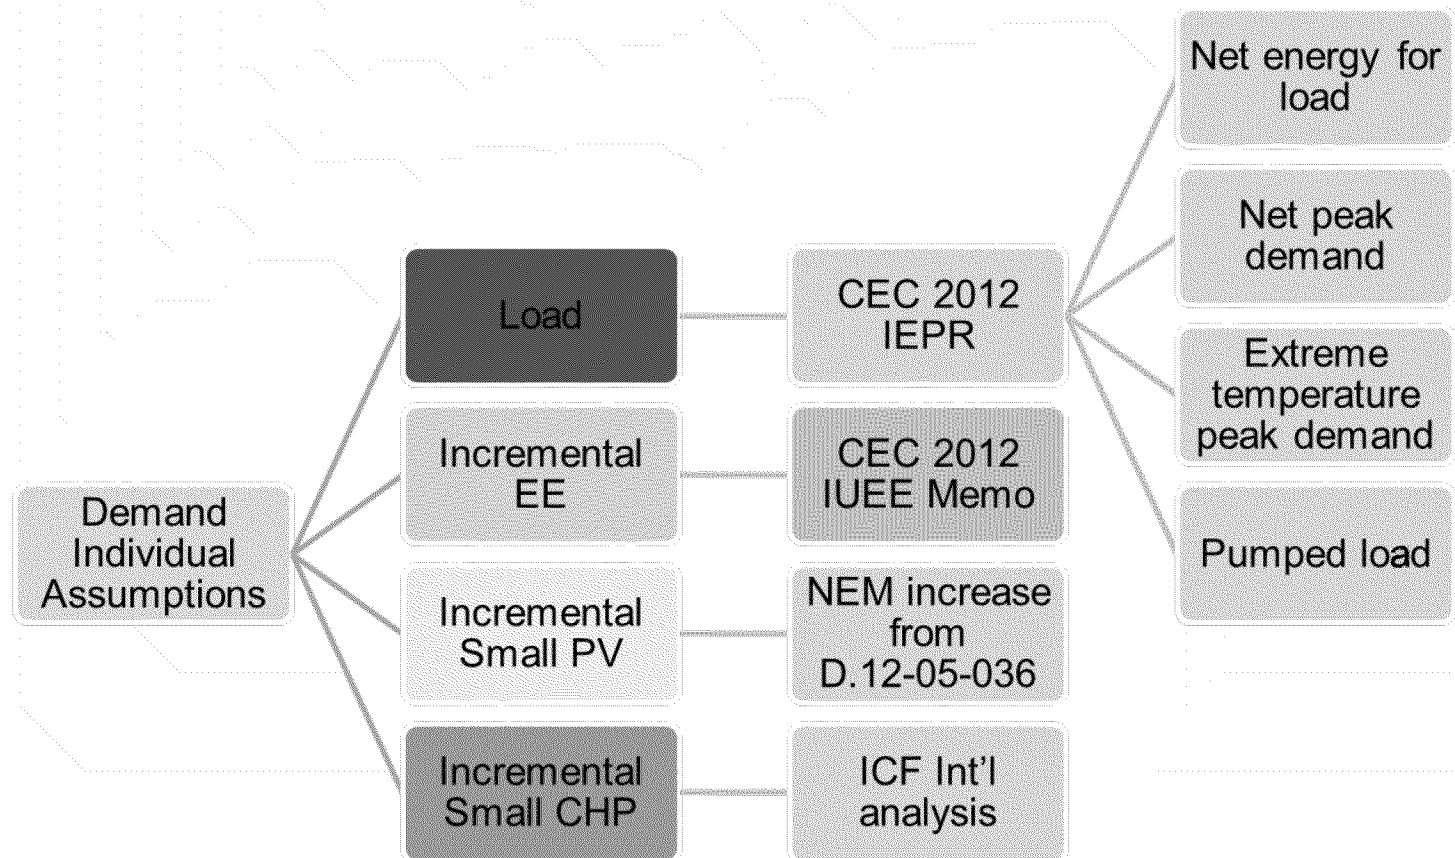 Demand
Individual
Assumptions
Load
Incremental
EE
Incremental
Small PV
Incremental
Small CHP
CEC 2012
IEPR
CEC 2012
IUEE Memo
NEM increase
from
D.12-05-036
ICF Int'l
analysis
Net energy for
load
Net peak
demand
Extreme
temperature
peak demand
Pumped load